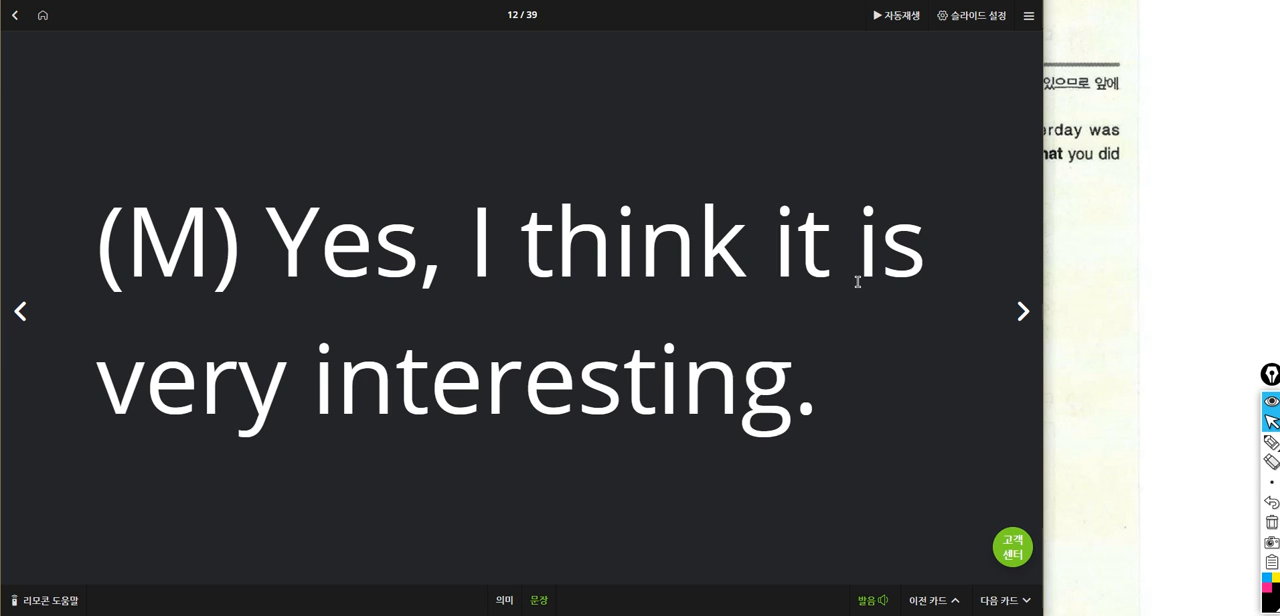 12 / 39
자동재생
슬라이드 설정
(M) Yes, I think it is
very interesting.
있으므로 앞에
erday was
hat you did
고객
센터
리모콘 도움말
의미
문장
발음
이전 카드
다음 카드